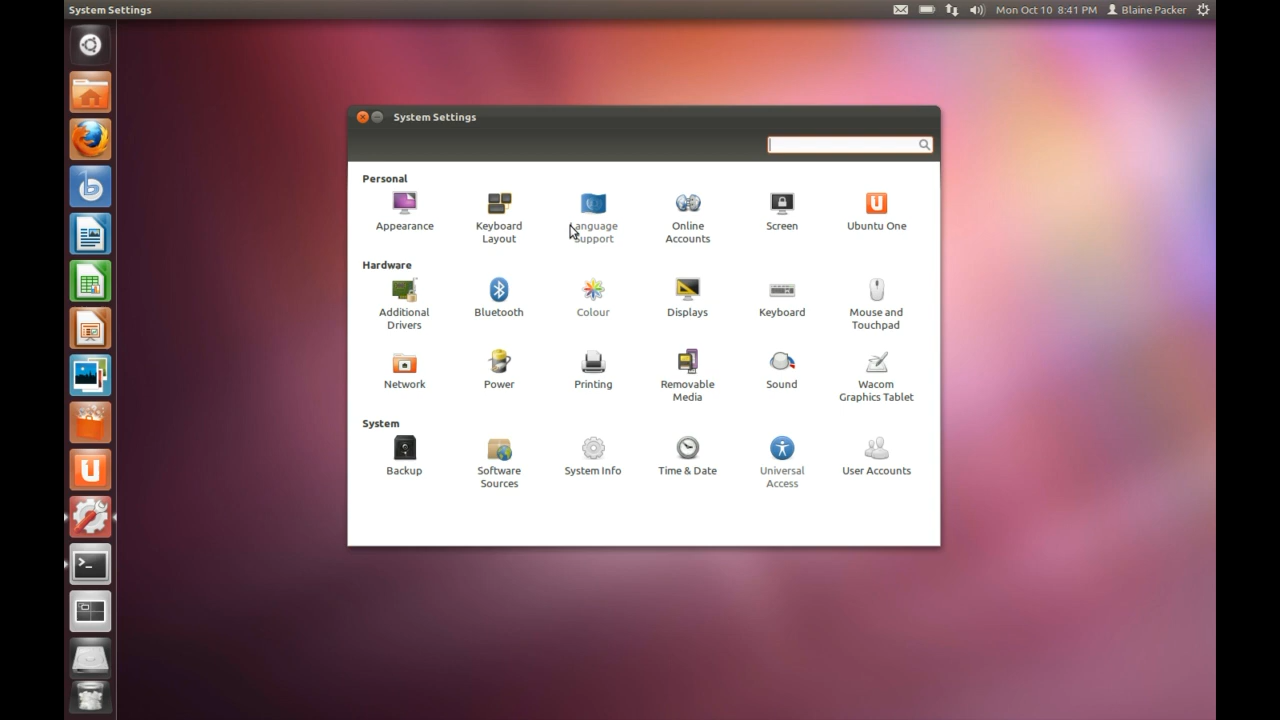 System Settings
Mon Oct 10 8:41 PM Blaine Packer
System Settings
Personal
Appearance
Keyboard
Layout
Language
Support
Online
Accounts
Screen
Ubuntu One
Hardware
Additional
Drivers
Bluetooth
Colour
Displays
Keyboard
Mouse and
Touchpad
Network
Power
Printing
Removable
Media
Sound
Wacom
Graphics Tablet
System
Backup
Software
Sources
System Info
Time & Date
Universal
Access
User Accounts